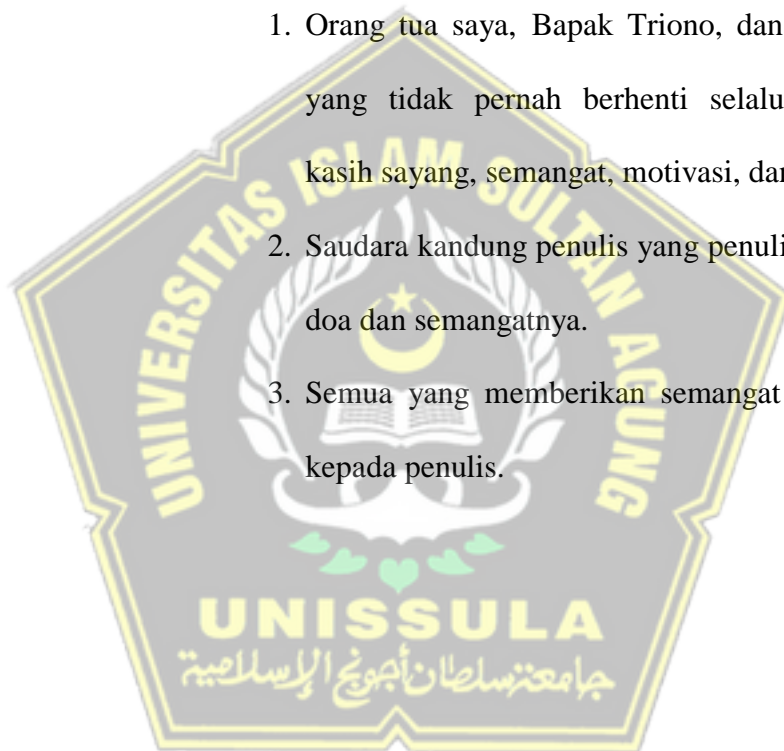 1. Orang tua saya, Bapak Triono, dan
yang tidak pernah berhenti selalu
kasih sayang, semangat, motivasi,
2. Saudara kandung penulis yang
doa dan semangatnya.
3. Semua yang memberikan semangat
kepada penulis.
UNIVERSITAS ISLAM SULTAN AGUNG
UNISSULA
جامعة سلطان أجونج الإسلامية